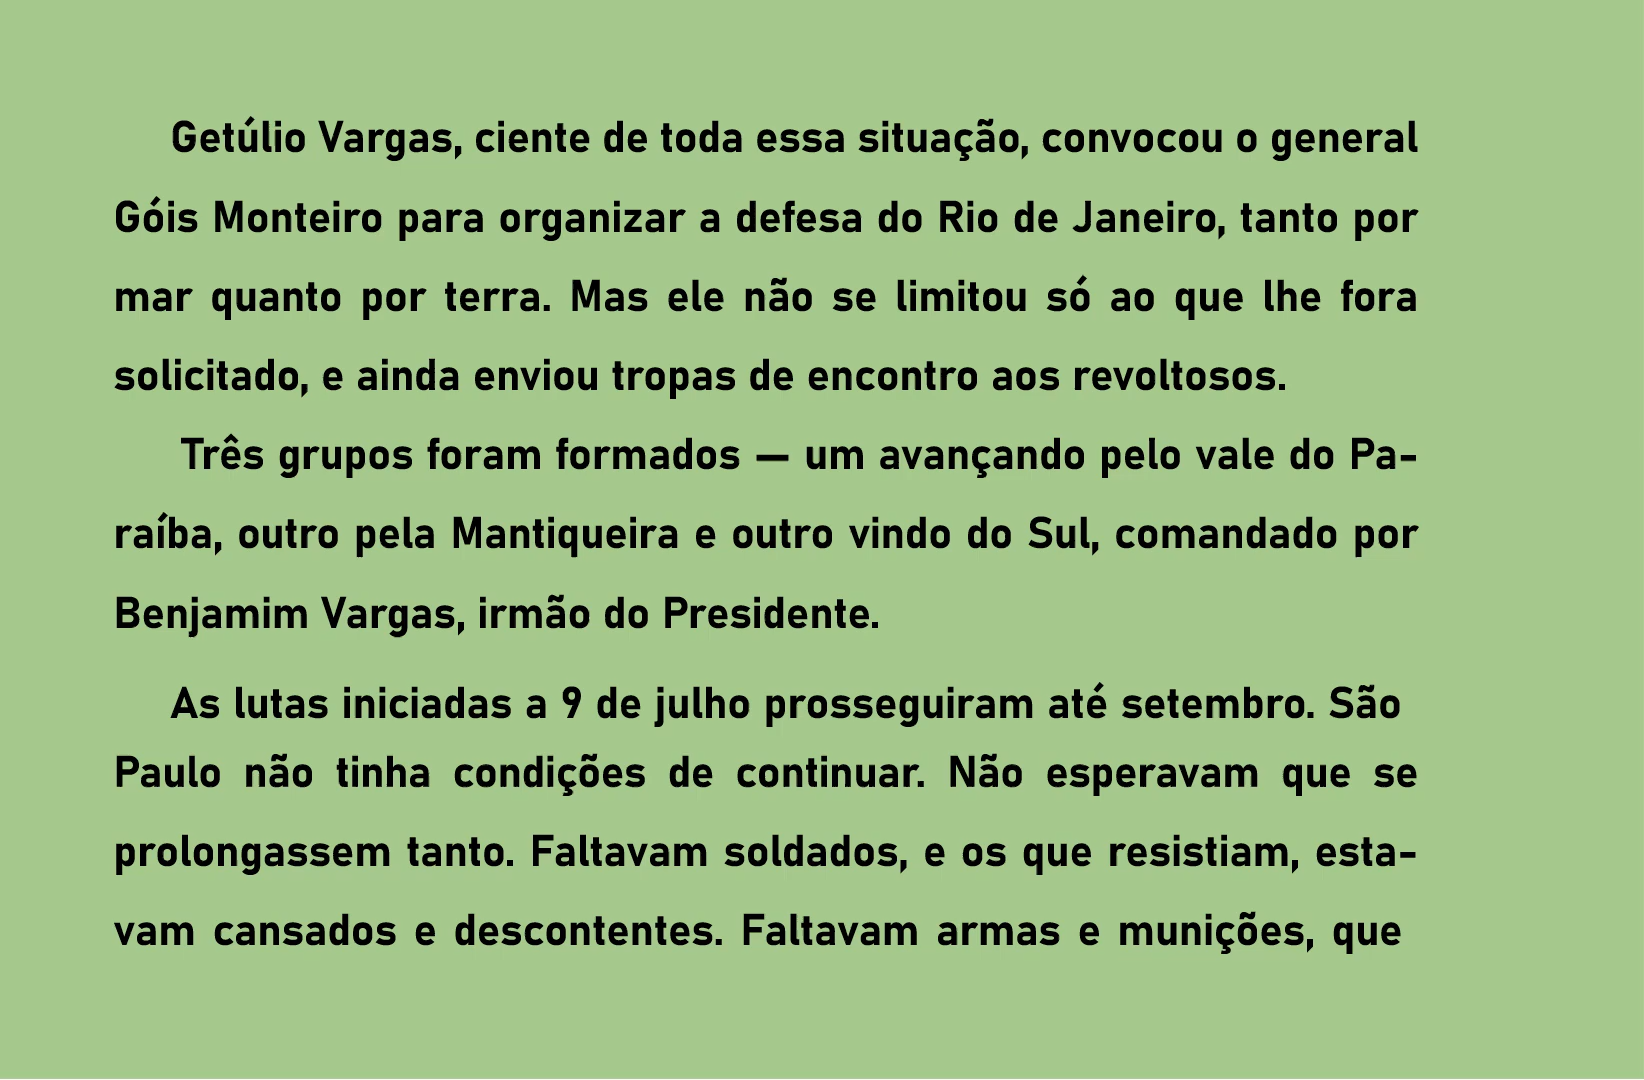 Getúlio Vargas, ciente de toda essa situação, convocou o general
Góis Monteiro para organizar a defesa do Rio de Janeiro, tanto por
mar quanto por terra. Mas ele não se limitou só ao que lhe fora
solicitado, e ainda enviou tropas de encontro aos revoltosos.
Três grupos foram formados — um avançando pelo vale do Pa-
raíba, outro pela Mantiqueira e outro vindo do Sul, comandado por
Benjamim Vargas, irmão do Presidente.
As lutas iniciadas a 9 de julho prosseguiram até setembro. São
Paulo não tinha condições de continuar. Não esperavam que se
prolongassem tanto. Faltavam soldados, e os que resistiam, esta-
vam cansados e descontentes. Faltavam armas e munições, que